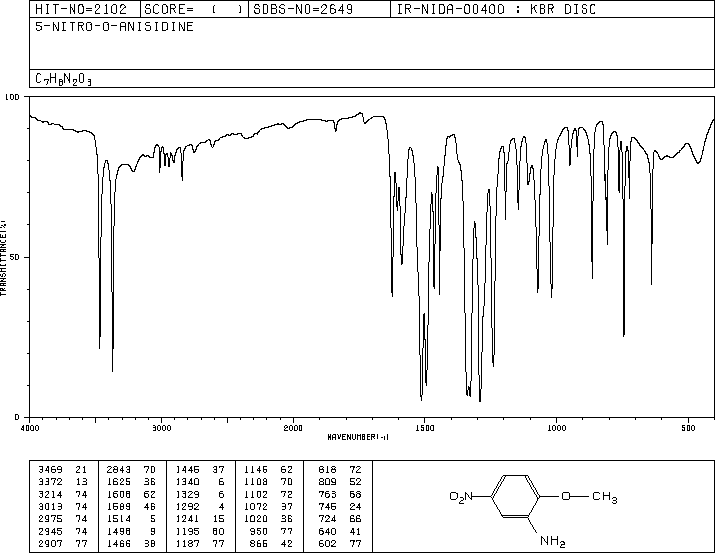 HIT-NO=2102 SCORE= ( ) SDBS-NO=2649 IR-NIDA-00400 : KBR DISC
5-NITRO-O-ANISIDINE
C7H8N2O3
100
50
0
TRANSMITTANCE(%)
4000 3000 2000 1500 1000 500
WAVENUMBER(-1)
3469 21 2843 70 1446 37 1146 62 818 72
3372 13 1625 36 1340 6 1108 70 809 52
3214 74 1608 62 1329 6 1102 72 763 68
3013 74 1589 46 1292 4 1072 37 745 24
2975 74 1514 5 1241 15 1020 36 724 66
2945 74 1498 9 1195 60 950 77 640 41
2907 77 1466 38 1187 77 866 42 602 77
O2N O CH3
NH2